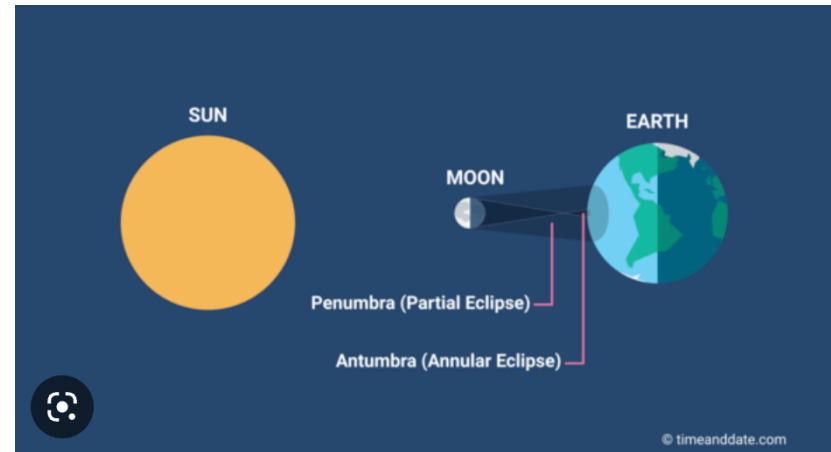 SUN
EARTH
MOON
Penumbra (Partial Eclipse)
Antumbra (Annular Eclipse)
© timeanddate.com